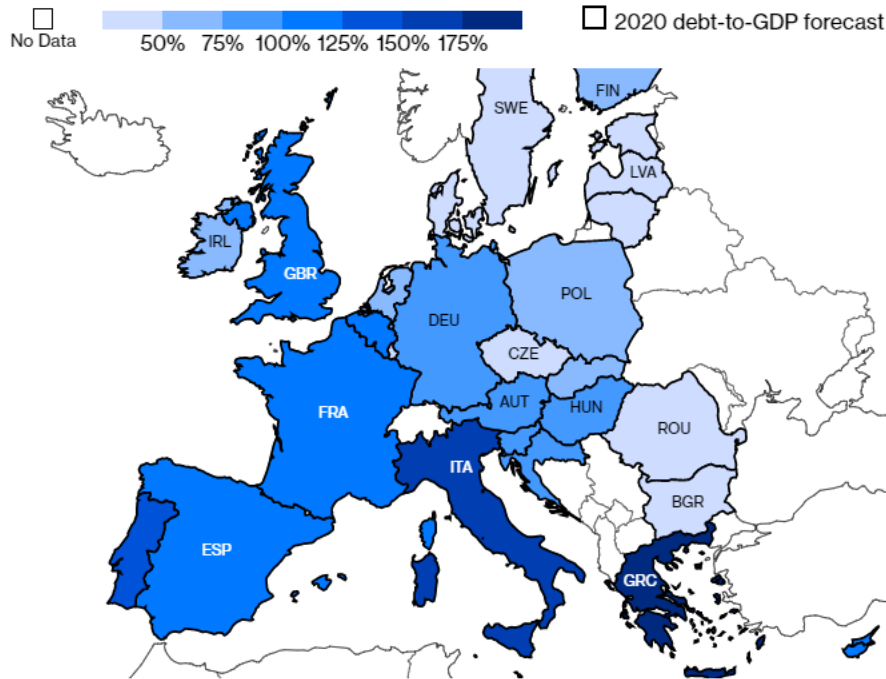 No Data
50% 75% 100% 125% 150% 175%
2020 debt-to-GDP forecast
FIN
SWE
LVA
IRL
GBR
POL
DEU
CZE
AUT
HUN
FRA
ROU
ITA
BGR
ESP
GRC